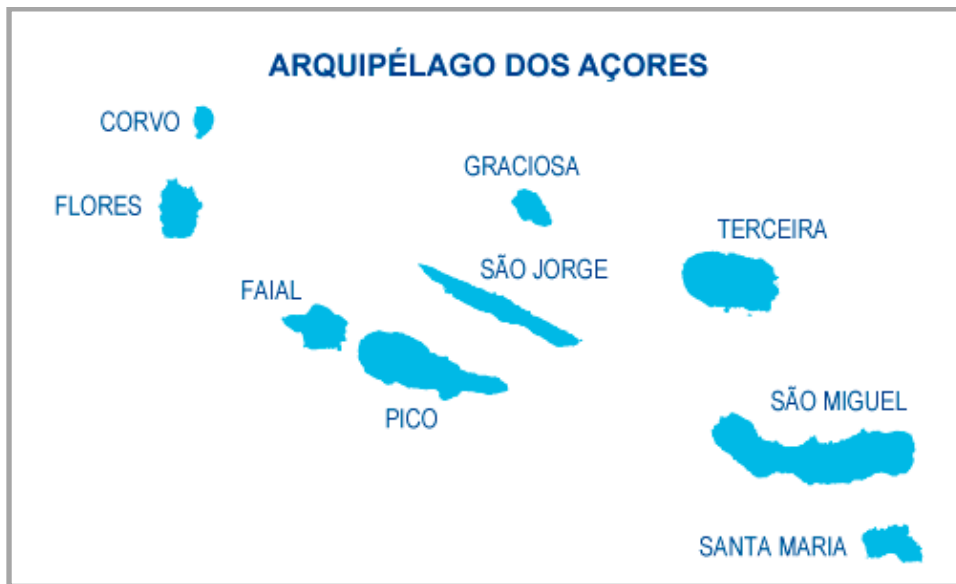 ARQUIPÉLAGO DOS AÇORES
CORVO
GRACIOSA
FLORES
TERCEIRA
SÃO JORGE
FAIAL
SÃO MIGUEL
PICO
SANTA MARIA